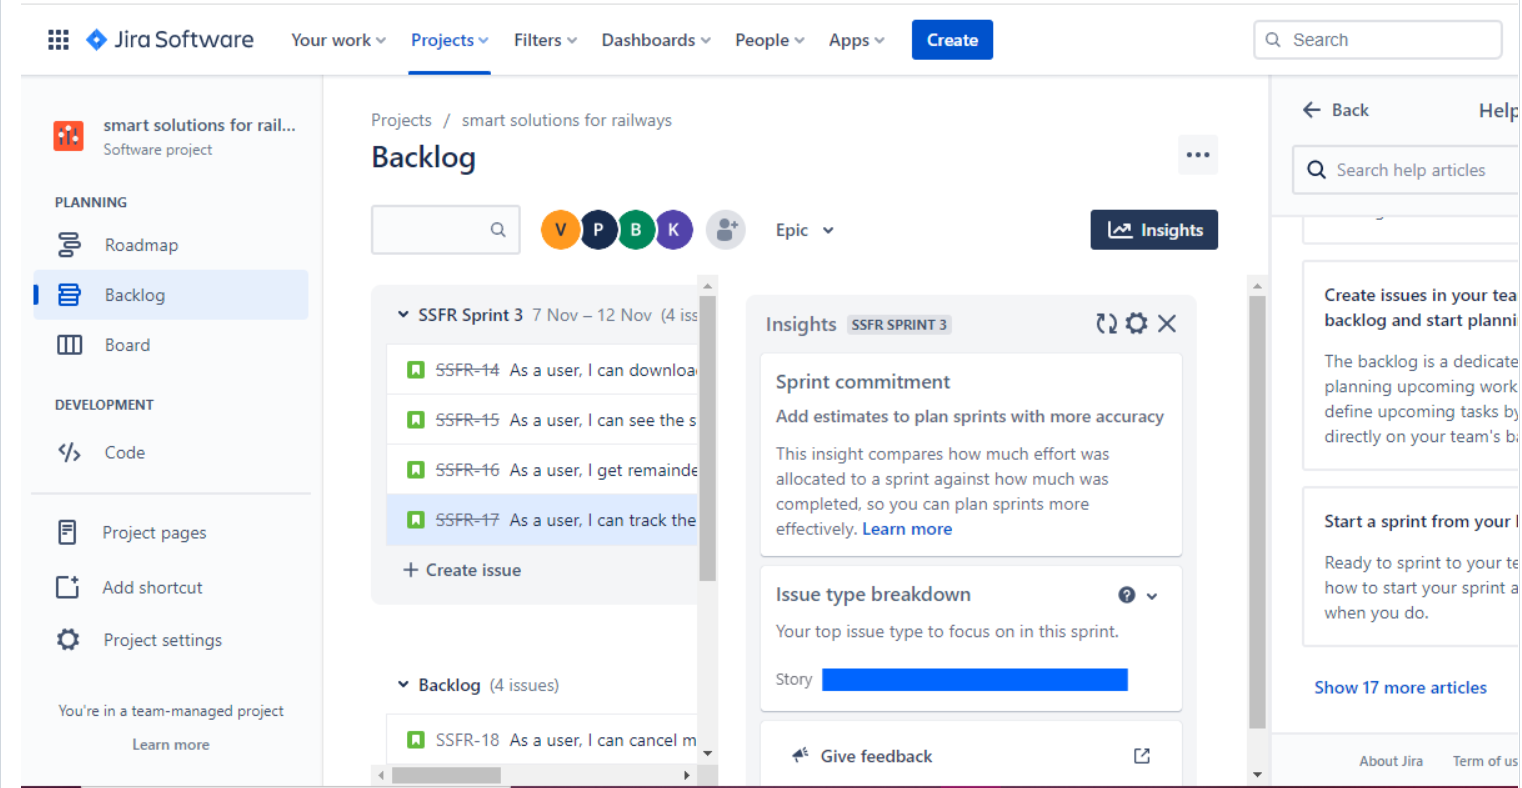 Jira Software
Your work
Projects
Filters
Dashboards
People
Apps
Create
Search
smart solutions for rail...
Software project
PLANNING
Roadmap
Backlog
Board
DEVELOPMENT
Code
Project pages
Add shortcut
Project settings
You're in a team-managed project
Learn more
Projects / smart solutions for railways
Backlog
V P B K
Epic
Insights
SSFR Sprint 3 7 Nov – 12 Nov (4 iss
SSFR-14 As a user, I can downloa
SSFR-15 As a user, I can see the s
SSFR-16 As a user, I get remainde
SSFR-17 As a user, I can track the
+ Create issue
Backlog (4 issues)
SSFR-18 As a user, I can cancel m
Insights SSFR SPRINT 3
Sprint commitment
Add estimates to plan sprints with more accuracy
This insight compares how much effort was
allocated to a sprint against how much was
completed, so you can plan sprints more
effectively. Learn more
Issue type breakdown
Your top issue type to focus on in this sprint.
Story
Give feedback
Back
Help
Search help articles
Create issues in your tea
backlog and start planni
The backlog is a dedicate
planning upcoming work
define upcoming tasks by
directly on your team's ba
Start a sprint from your
Ready to sprint to your te
how to start your sprint a
when you do.
Show 17 more articles
About Jira
Term of us